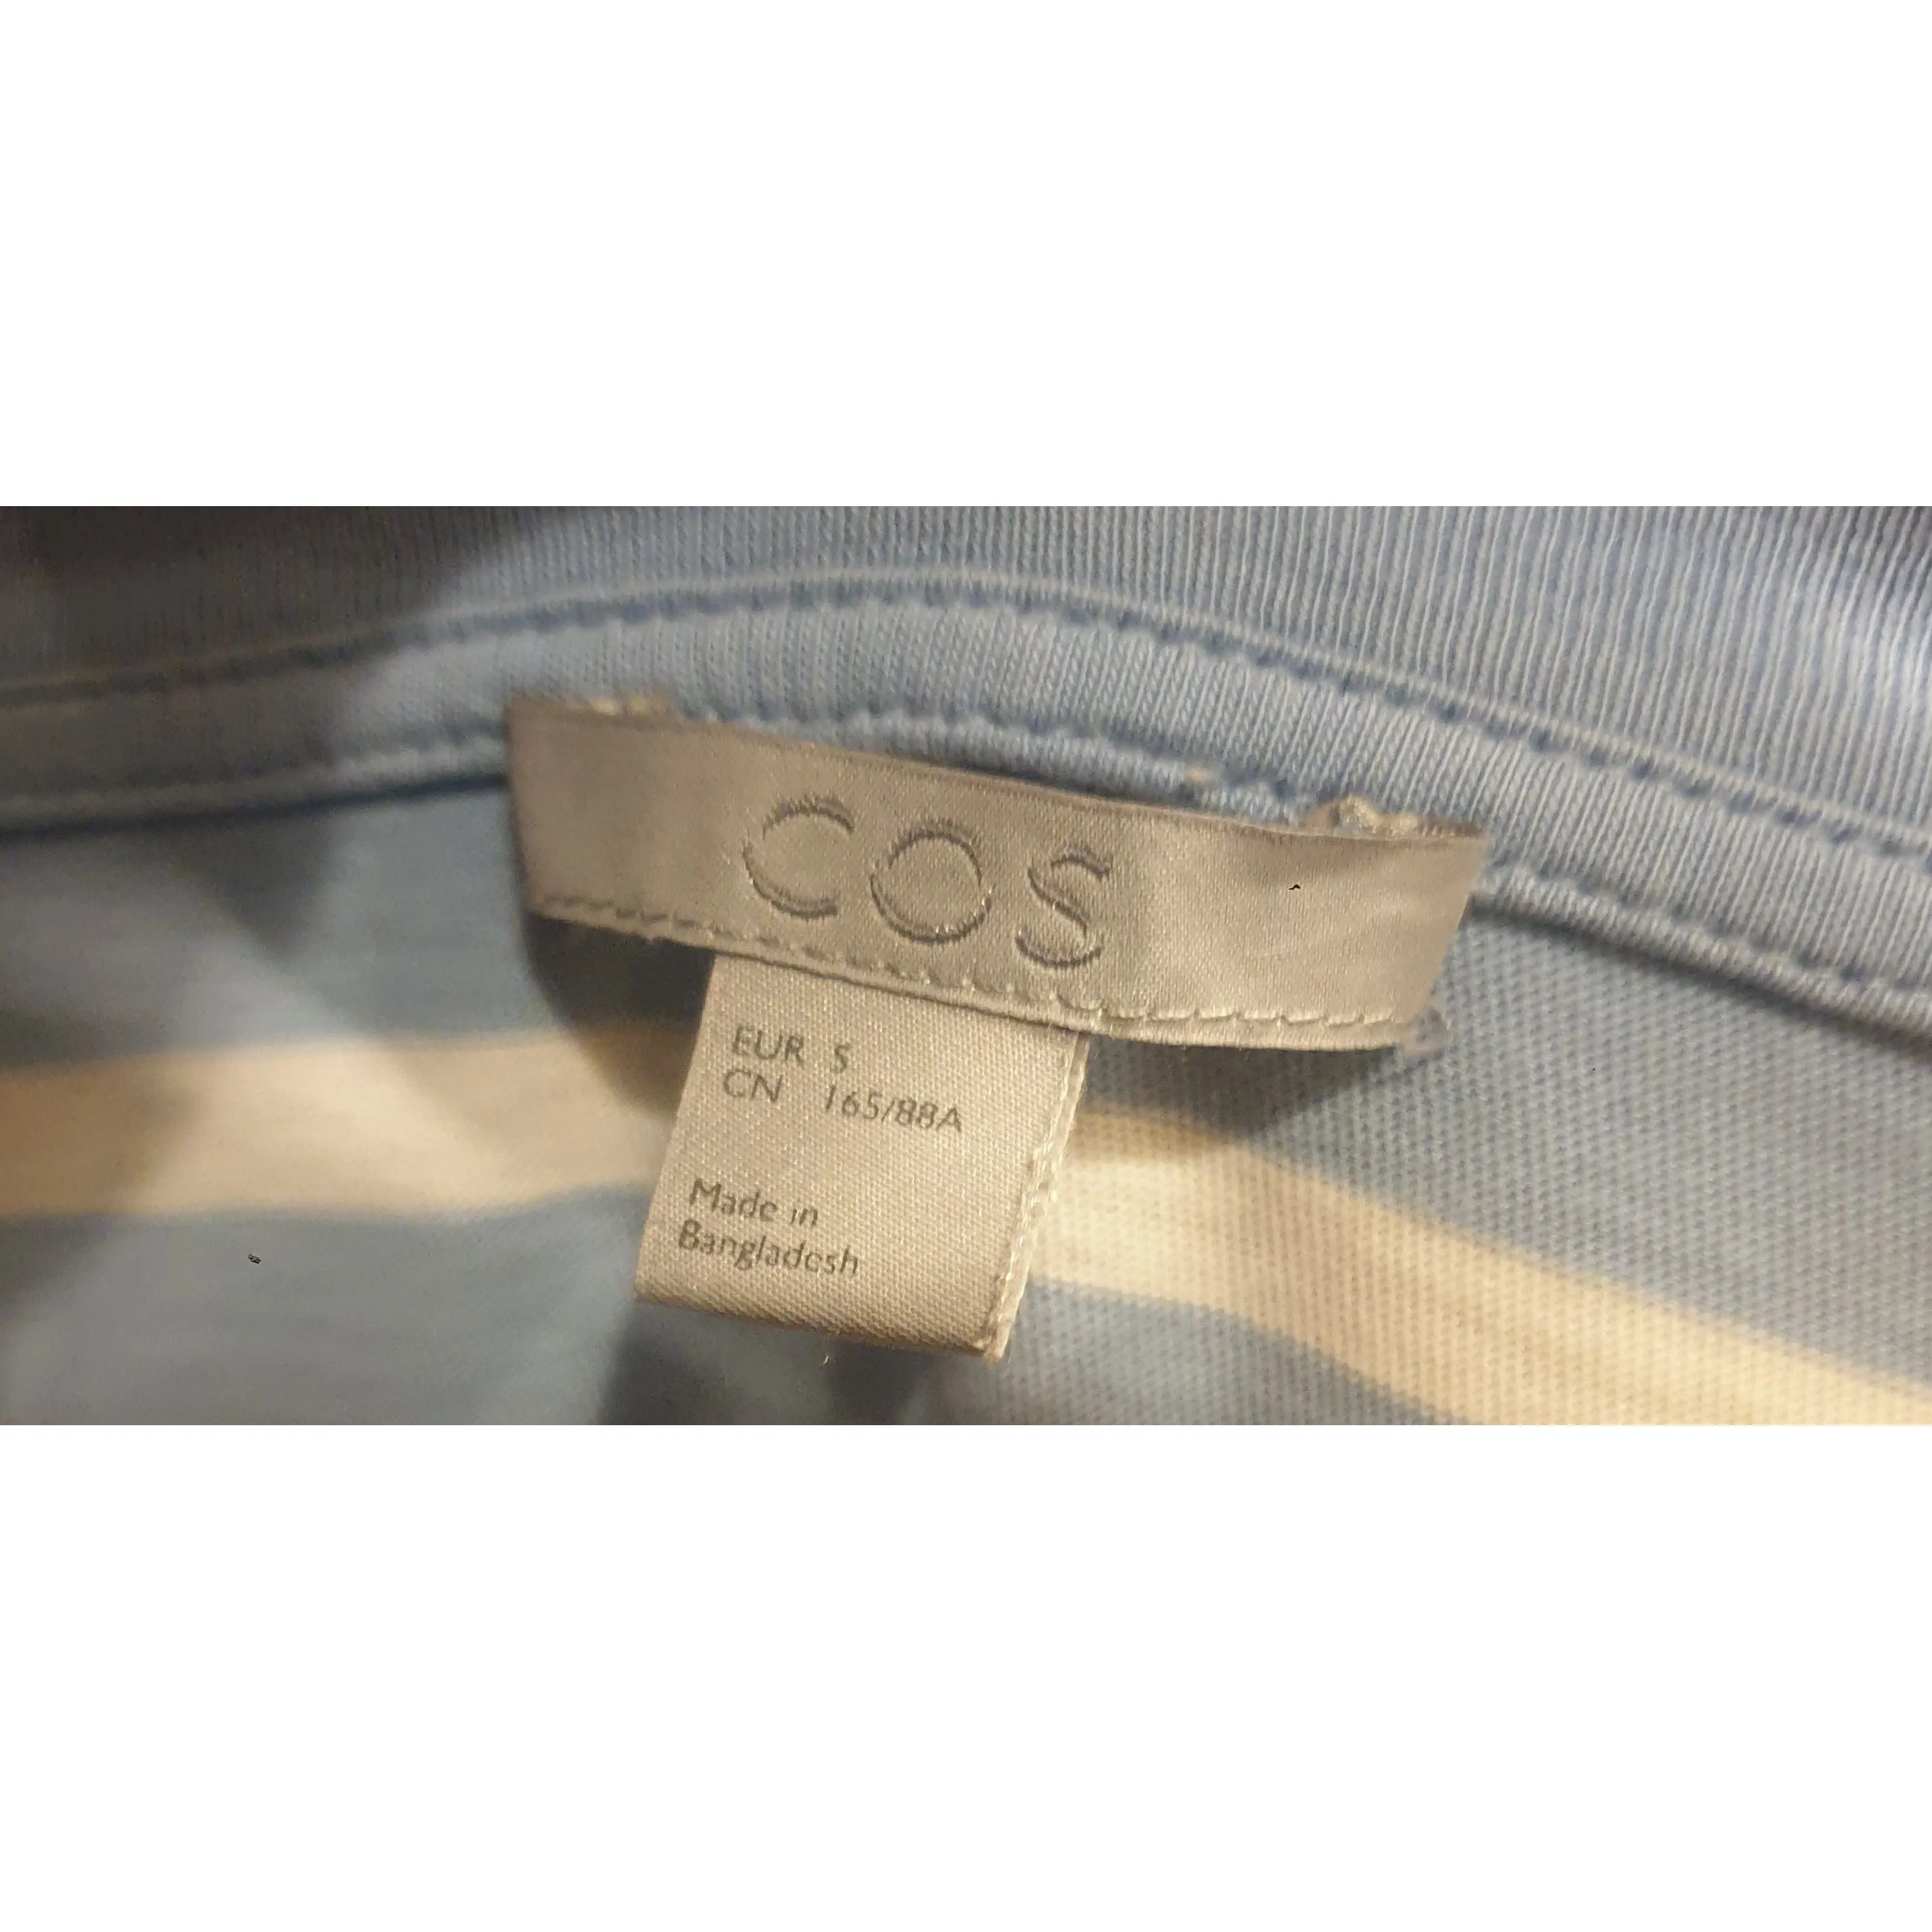 COS
EUR S
CN 165/88A
Made in
Bangladesh